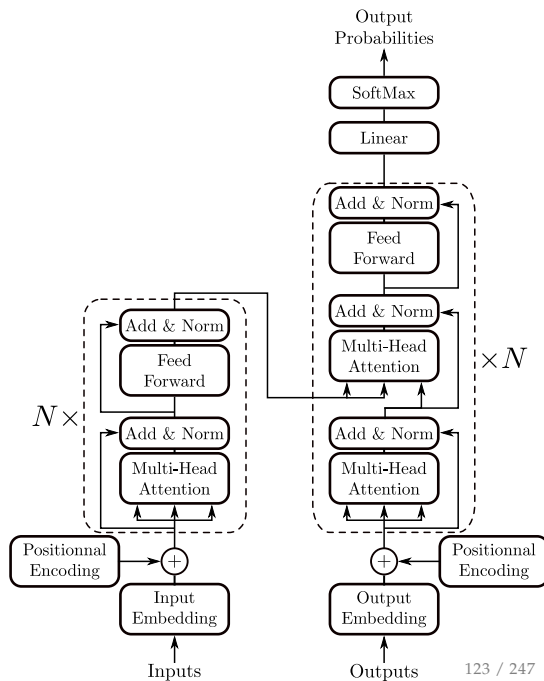 Output
Probabilities
SoftMax
Linear
Add & Norm
Feed
Forward
Add & Norm
Multi-Head
Attention
×N
Add & Norm
Multi-Head
Attention
Positionnal
Encoding
+
Output
Embedding
Outputs
Add & Norm
Feed
Forward
N×
Add & Norm
Multi-Head
Attention
Positionnal
Encoding
+
Input
Embedding
Inputs
123 / 247